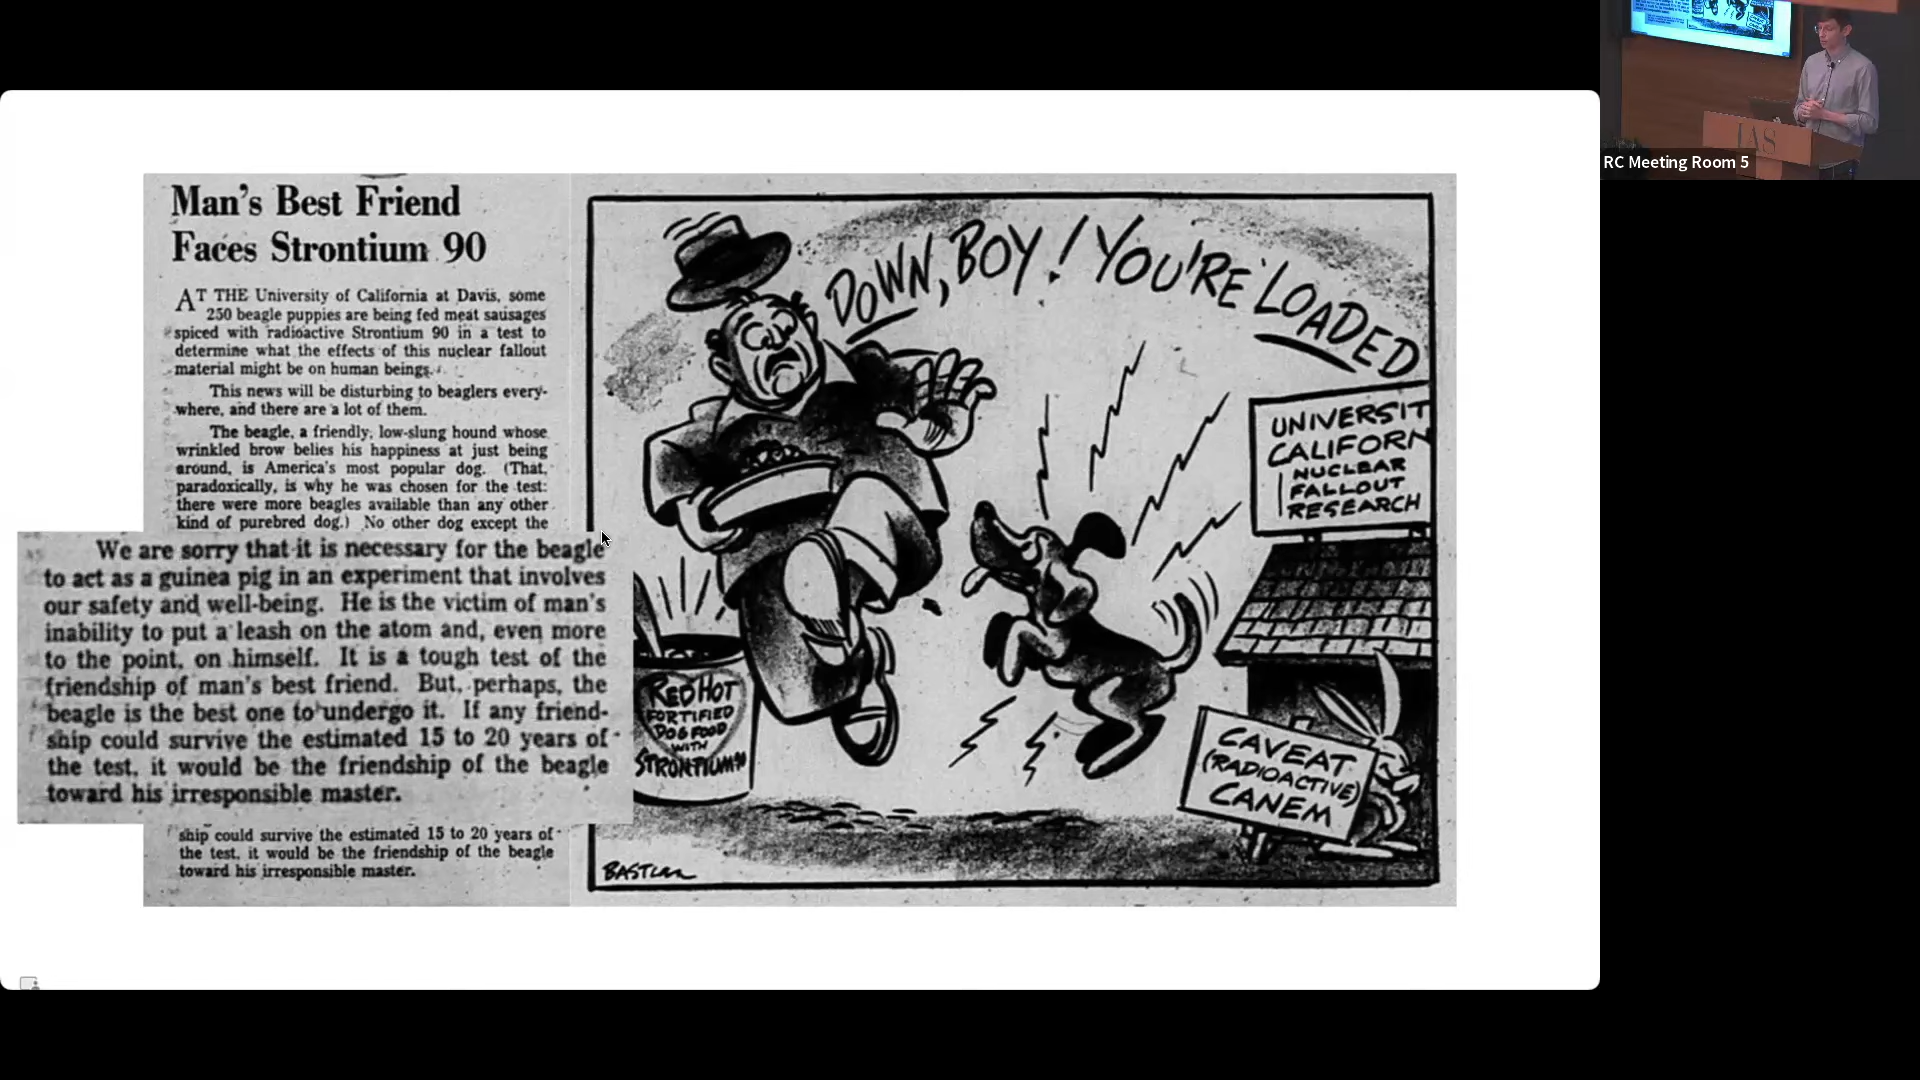 Man's Best Friend
Faces Strontium 90
AT THE University of California at Davis, some
250 beagle puppies are being fed meat sausages
spiced with radioactive Strontium 90 in a test to
determine what the effects of this nuclear fallout
material might be on human beings.
This news will be disturbing to beaglers every-
where, and there are a lot of them.
The beagle, a friendly, low-slung hound whose
wrinkled brow belies his happiness at just being
around, is America's most popular dog. (That,
paradoxically, is why he was chosen for the test:
there were more beagles available than any other
kind of purebred dog.) No other dog except the
We are sorry that it is necessary for the beagle
to act as a guinea pig in an experiment that involves
our safety and well-being. He is the victim of man's
inability to put a leash on the atom and, even more
to the point, on himself. It is a tough test of the
friendship of man's best friend. But, perhaps, the
beagle is the best one to undergo it. If any friend-
ship could survive the estimated 15 to 20 years of
the test, it would be the friendship of the beagle
toward his irresponsible master.
ship could survive the estimated 15 to 20 years of
the test, it would be the friendship of the beagle
toward his irresponsible master.
DOWN, BOY! YOU'RE LOADED
UNIVERSIT
CALIFORN
NUCLEAR
FALLOUT
RESEARCH
RED HOT
FORTIFIED
DOG FOOD
WITH
STRONTIUM 90
CAVEAT
(RADIOACTIVE)
CANEM
BASTIAN
IAS
RC Meeting Room 5